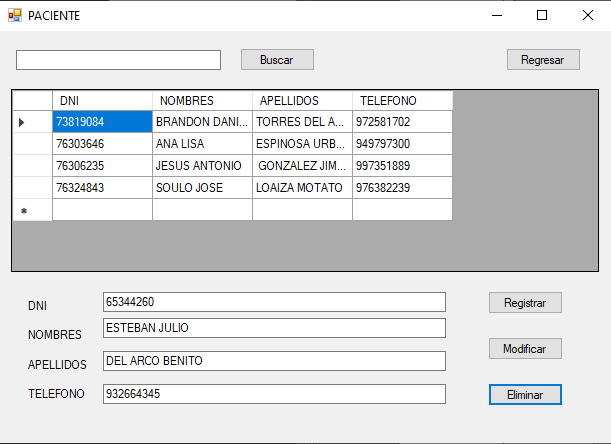 PACIENTE
Buscar Regresar
DNI NOMBRES APELLIDOS TELEFONO
73819084 BRANDON DANI... TORRES DEL A... 972581702
76303646 ANA LISA ESPINOSA URB... 949797300
76306235 JESUS ANTONIO GONZALEZ JIM... 997351889
76324843 SOULO JOSE LOAIZA MOTATO 976382239
DNI 65344260 Registrar
NOMBRES ESTEBAN JULIO
Modificar
APELLIDOS DEL ARCO BENITO
TELEFONO 932664345 Eliminar